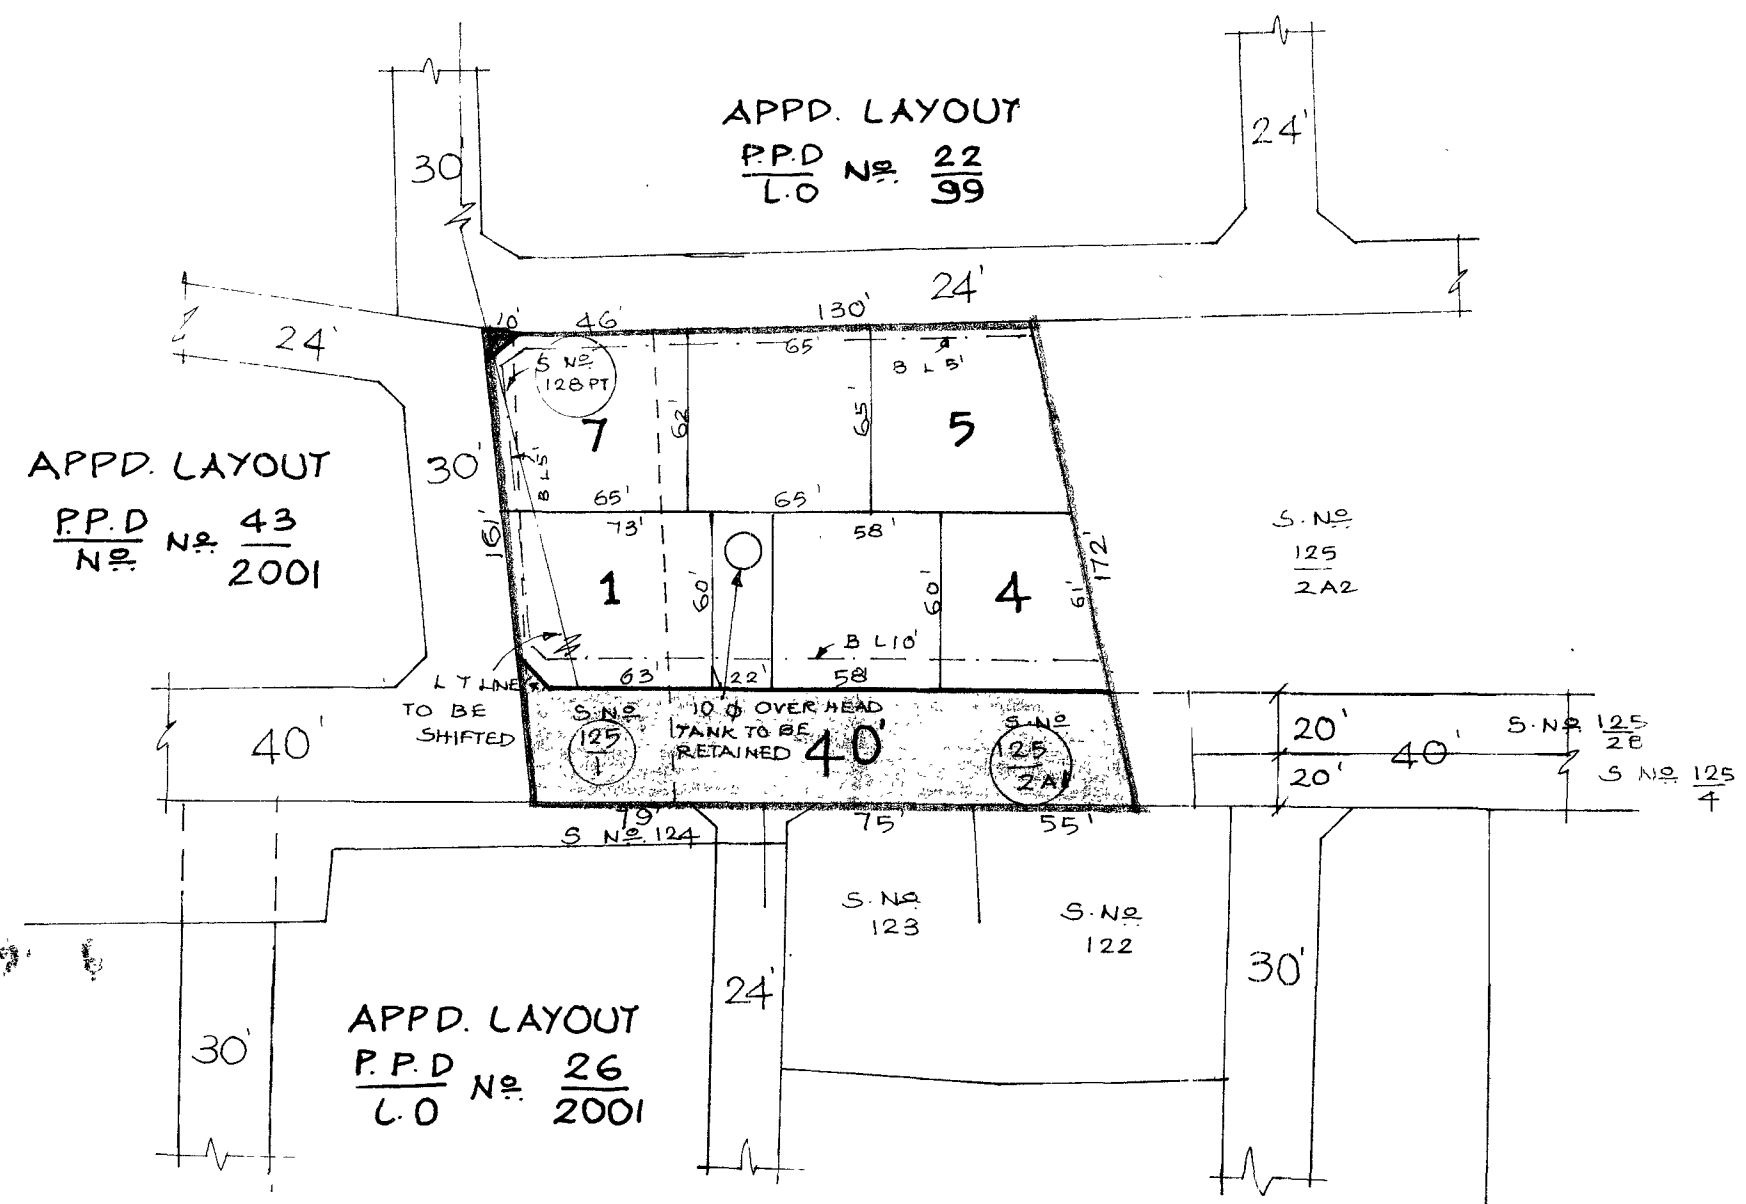 APPD. LAYOUT
P.P.D
L.O
Nº
22
99
30'
24'
24'
24'
10'
46'
130'
65'
B L 5'
S Nº
128 PT
7
62'
65'
5
30'
B L 5'
65'
65'
APPD. LAYOUT
P.P.D
Nº
Nº
43
2001
161'
73'
58'
172'
S. Nº
125
2A2
1
60'
60'
4
61'
B L 10'
63'
22'
58'
L T LINE
TO BE
SHIFTED
S. Nº
125
1
10' ϕ OVER HEAD
TANK TO BE
RETAINED
40'
S. Nº
125
2A1
40'
20'
20'
40'
S. Nº 125
2B
S Nº 125
4
79'
75'
55'
S Nº 124
S. Nº
123
S. Nº
122
24'
30'
30'
APPD. LAYOUT
P.P.D
L.O
Nº
26
2001